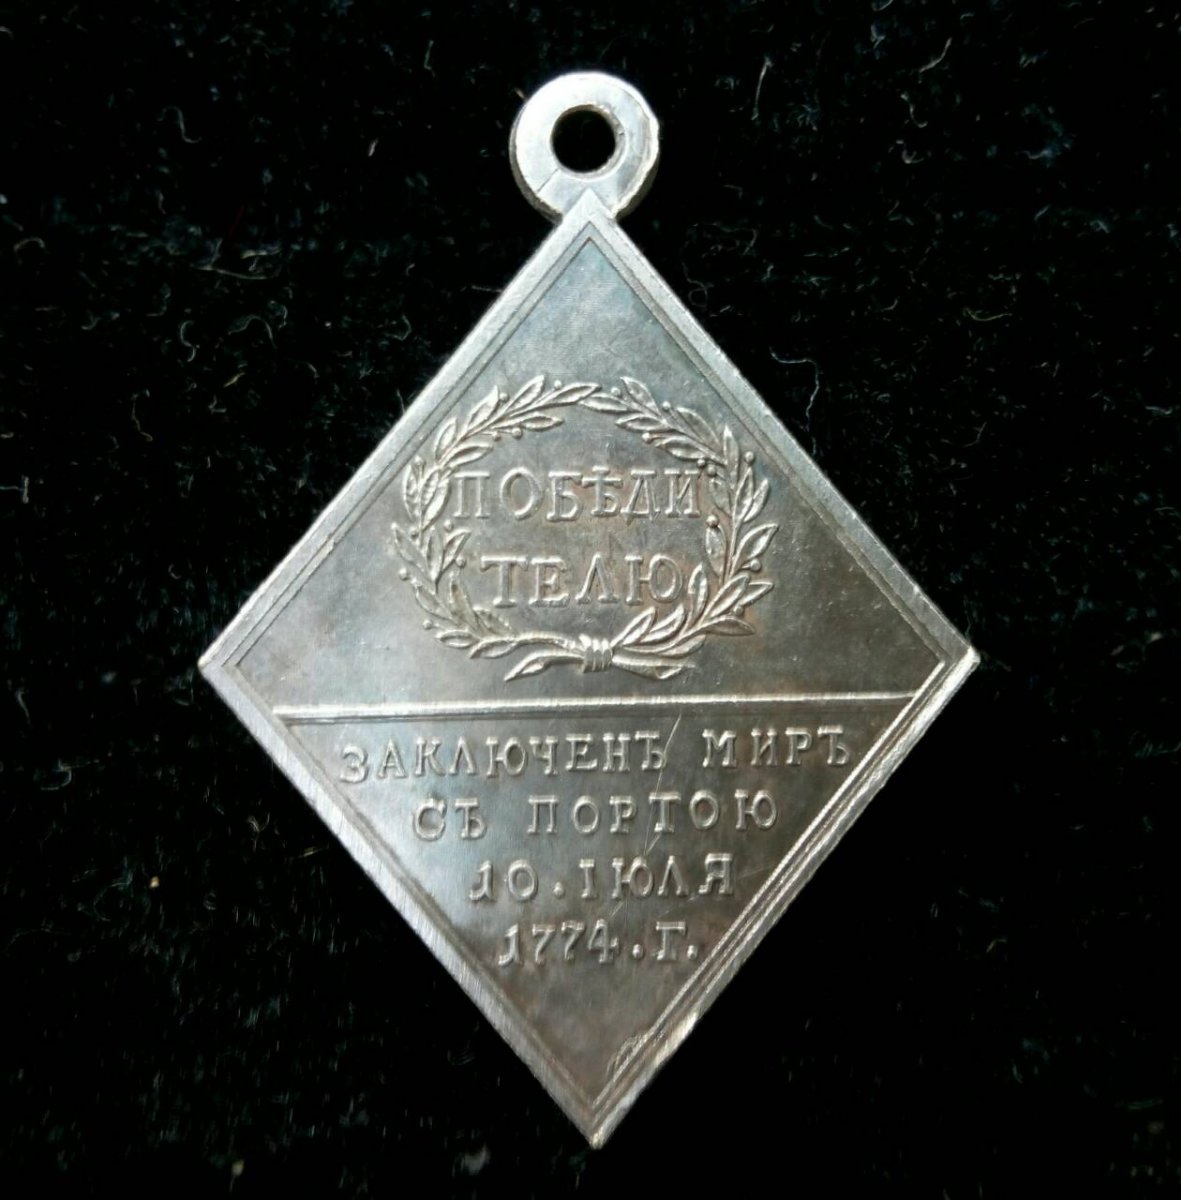 ПОБѢДИ
ТЕЛЮ
ЗАКЛЮЧЕНЪ МИРЪ
СЪ ПОРТОЮ
10.IЮЛЯ
1774.Г.